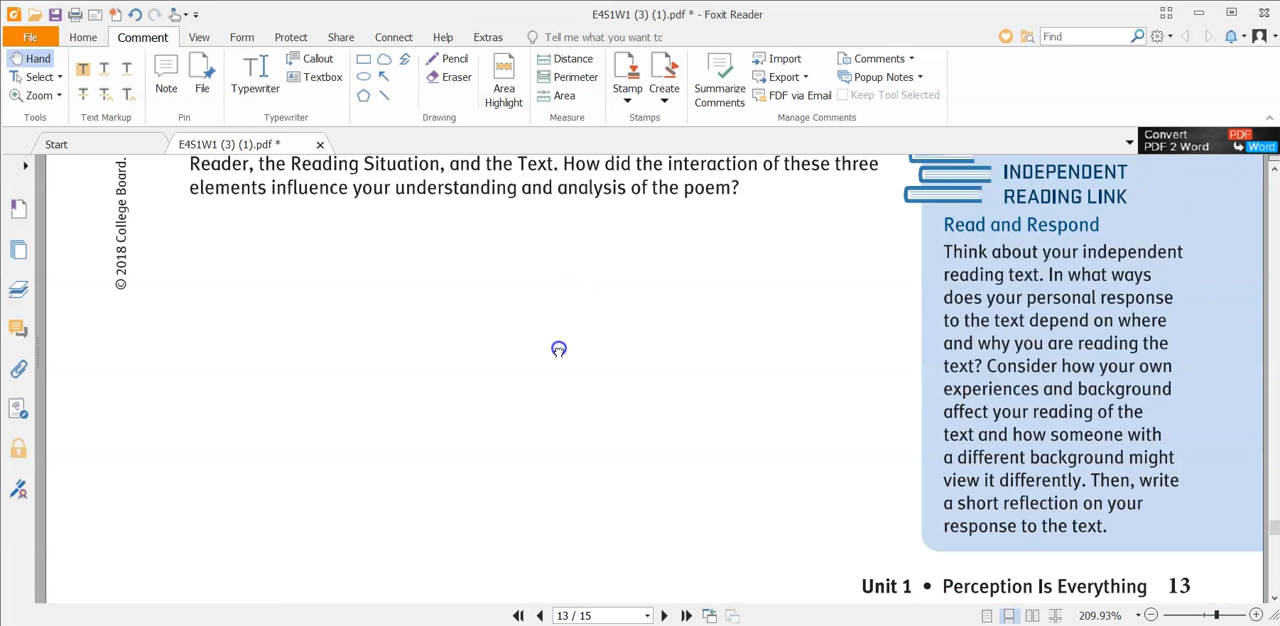 E4S1W1 (3) (1).pdf * - Foxit Reader
File Home Comment View Form Protect Share Connect Help Extras Tell me what you want to Find
Hand
Select
Zoom
Tools
Text Markup
Note
File
Pin
Typewriter
Callout
Textbox
Typewriter
Pencil
Eraser
Drawing
Area
Highlight
Distance
Perimeter
Area
Measure
Stamp
Create
Stamps
Summarize
Comments
Import
Export
FDF via Email
Comments
Popup Notes
Keep Tool Selected
Manage Comments
Start
E4S1W1 (3) (1).pdf *
Convert PDF
PDF 2 Word Word
© 2018 College Board.
Reader, the Reading Situation, and the Text. How did the interaction of these three
elements influence your understanding and analysis of the poem?
INDEPENDENT
READING LINK
Read and Respond
Think about your independent
reading text. In what ways
does your personal response
to the text depend on where
and why you are reading the
text? Consider how your own
experiences and background
affect your reading of the
text and how someone with
a different background might
view it differently. Then, write
a short reflection on your
response to the text.
Unit 1 • Perception Is Everything 13
13 / 15
209.93%